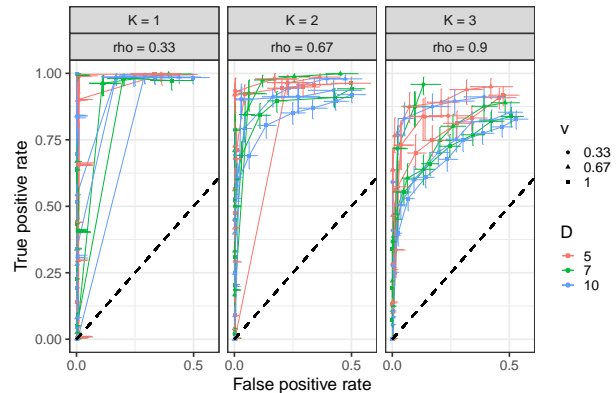 K = 1 K = 2 K = 3
rho = 0.33 rho = 0.67 rho = 0.9
True positive rate
1.00
0.75
0.50
0.25
0.00
0.0 0.5 0.0 0.5 0.0 0.5
False positive rate
v
0.33
0.67
1
D
5
7
10